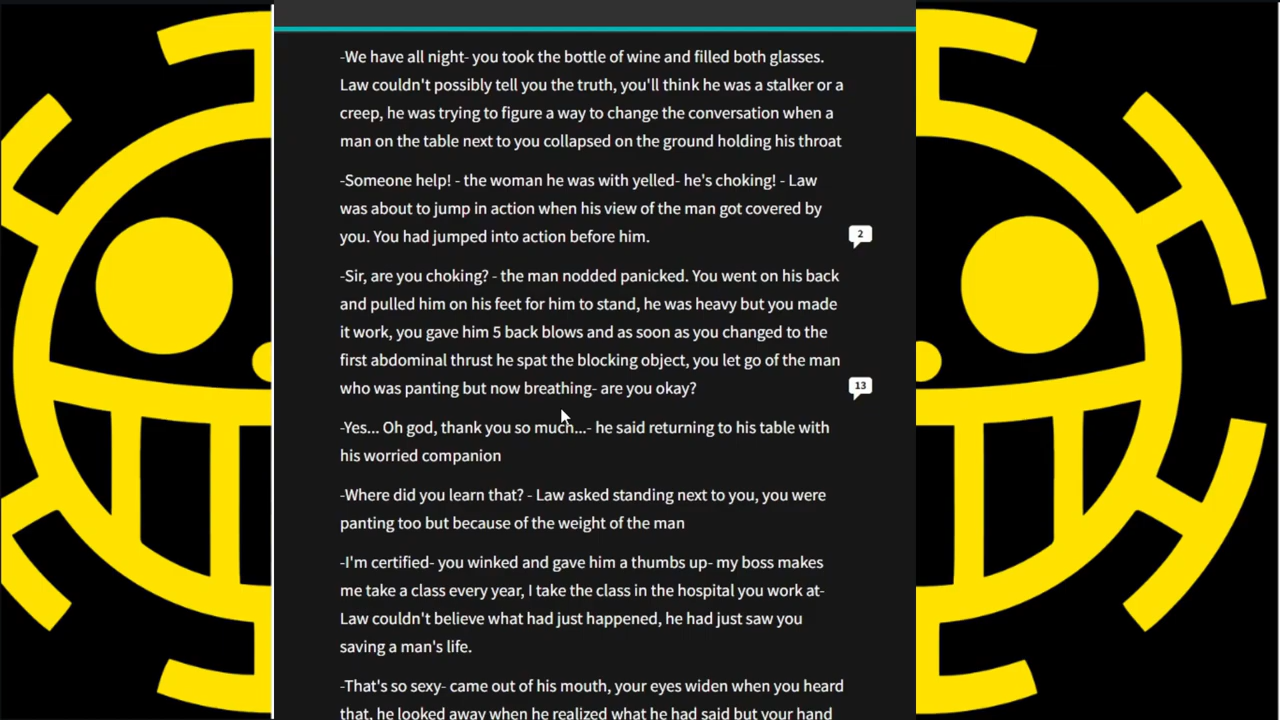 -We have all night- you took the bottle of wine and filled both glasses.
Law couldn't possibly tell you the truth, you'll think he was a stalker or a
creep, he was trying to figure a way to change the conversation when a
man on the table next to you collapsed on the ground holding his throat
-Someone help! - the woman he was with yelled- he's choking! - Law
was about to jump in action when his view of the man got covered by
you. You had jumped into action before him.
2
-Sir, are you choking? - the man nodded panicked. You went on his back
and pulled him on his feet for him to stand, he was heavy but you made
it work, you gave him 5 back blows and as soon as you changed to the
first abdominal thrust he spat the blocking object, you let go of the man
who was panting but now breathing- are you okay?
13
-Yes... Oh god, thank you so much...- he said returning to his table with
his worried companion
-Where did you learn that? - Law asked standing next to you, you were
panting too but because of the weight of the man
-I'm certified- you winked and gave him a thumbs up- my boss makes
me take a class every year, I take the class in the hospital you work at-
Law couldn't believe what had just happened, he had just saw you
saving a man's life.
-That's so sexy- came out of his mouth, your eyes widen when you heard
that, he looked away when he realized what he had said but your hand